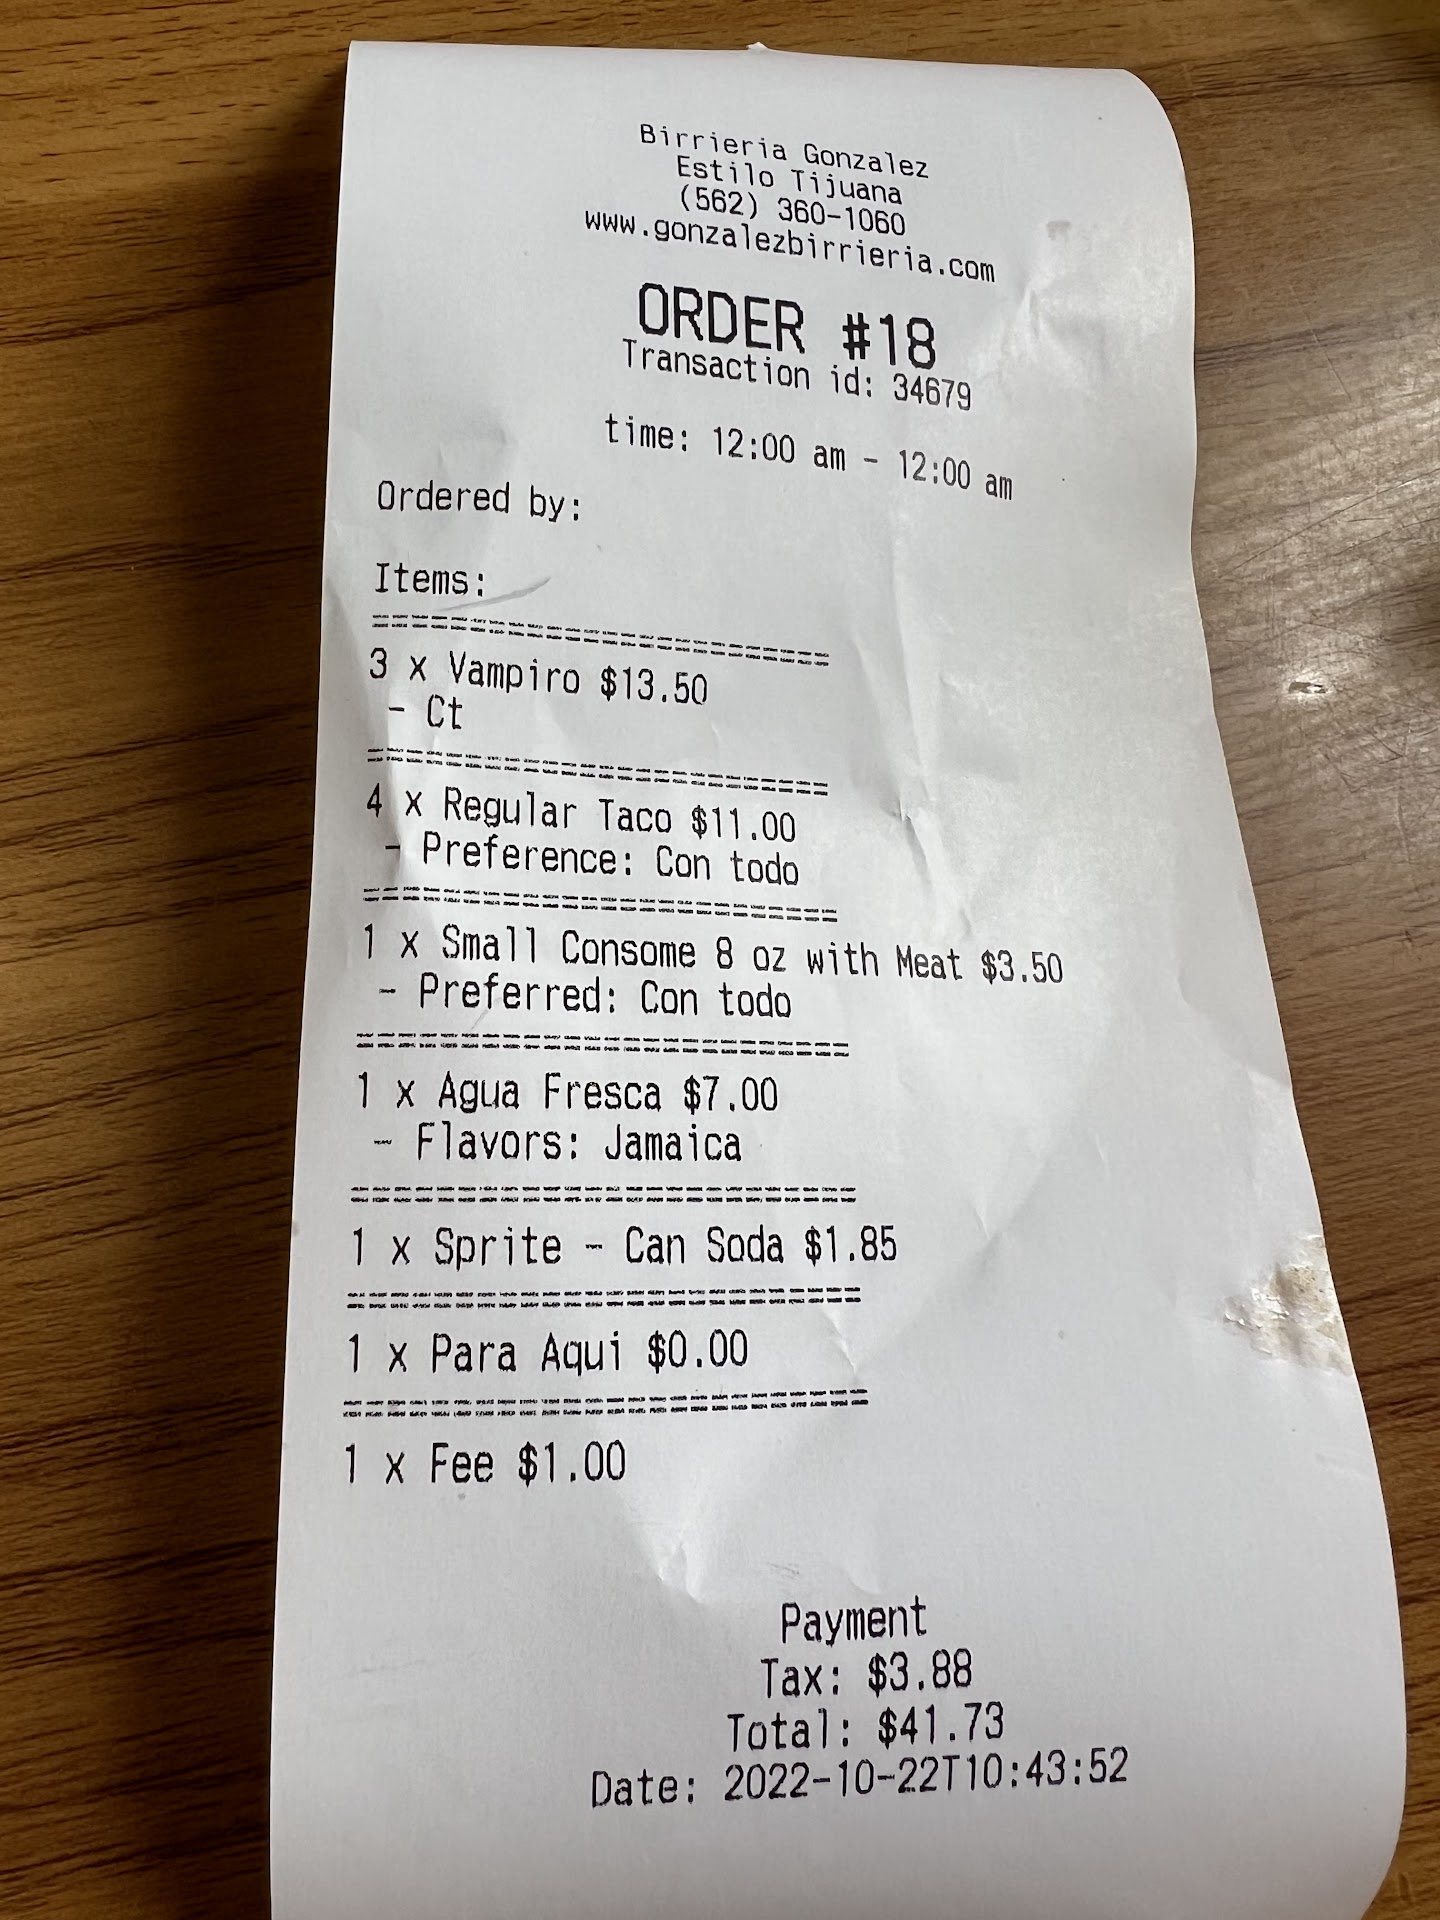 Birrieria Gonzalez
Estilo Tijuana
(562) 360-1060
www.gonzalezbirrieria.com
ORDER #18
Transaction id: 34679
time: 12:00 am - 12:00 am
Ordered by:
Items:
3 x Vampiro $13.50
- Ct
4 x Regular Taco $11.00
- Preference: Con todo
1 x Small Consome 8 oz with Meat $3.50
- Preferred: Con todo
1 x Agua Fresca $7.00
- Flavors: Jamaica
1 x Sprite - Can Soda $1.85
1 x Para Aqui $0.00
1 x Fee $1.00
Payment
Tax: $3.88
Total: $41.73
Date: 2022-10-22T10:43:52